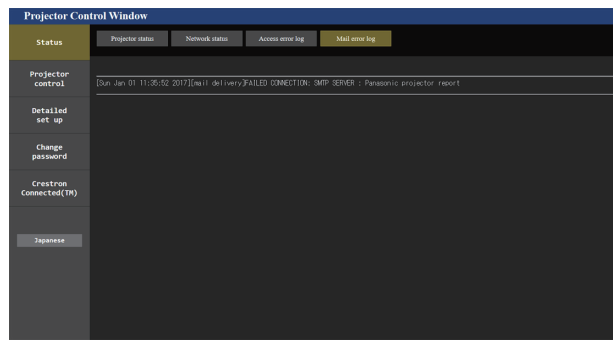 Projector Control Window
Status
Projector status Network status Access error log Mail error log
Projector
control
[Sun Jan 01 11:35:52 2017][mail delivery]FAILED CONNECTION: SMTP SERVER : Panasonic projector report
Detailed
set up
Change
password
Crestron
Connected(TM)
Japanese